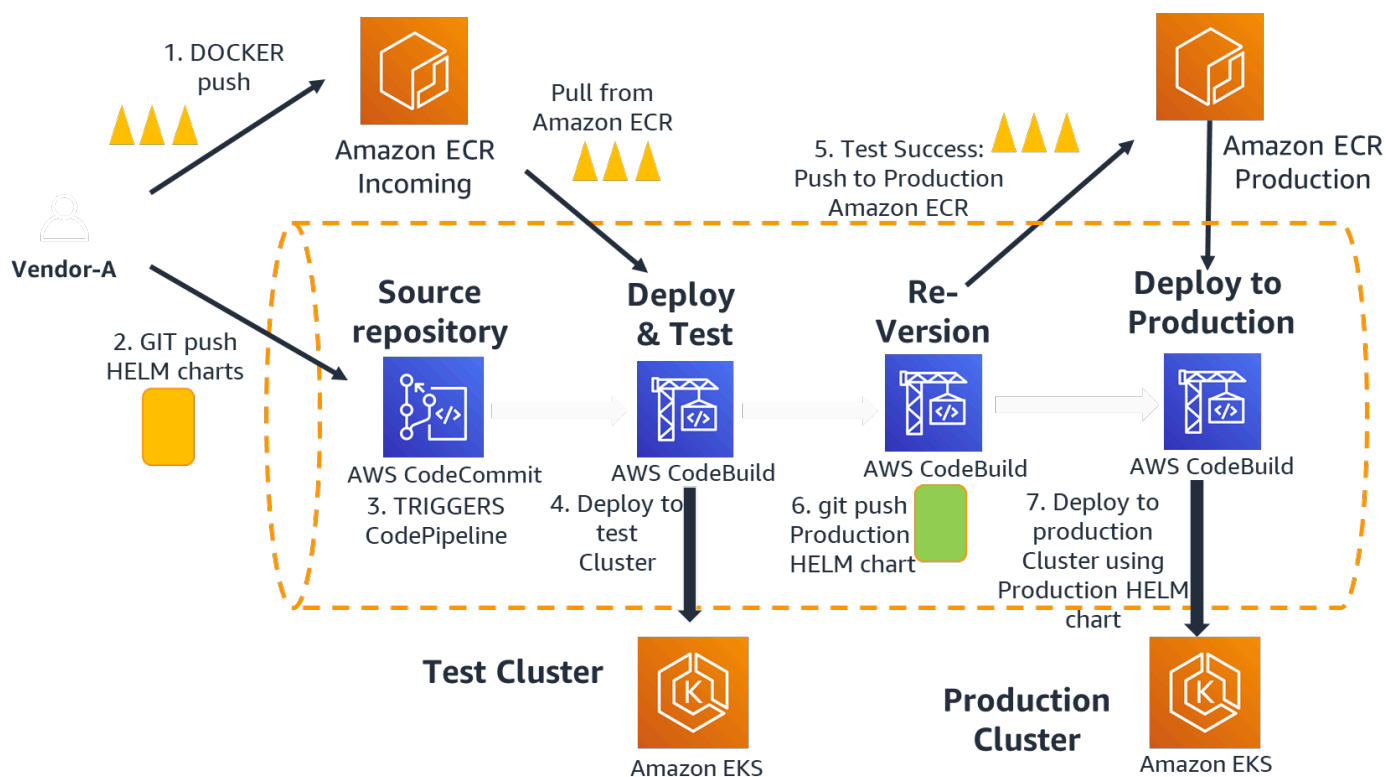 1. DOCKER
push
Amazon ECR
Incoming
Pull from
Amazon ECR
5. Test Success:
Push to Production
Amazon ECR
Amazon ECR
Production
Vendor-A
2. GIT push
HELM charts
Source
repository
AWS CodeCommit
3. TRIGGERS
CodePipeline
Deploy
& Test
AWS CodeBuild
4. Deploy to
test
Cluster
Re-
Version
AWS CodeBuild
6. git push
Production
HELM chart
Deploy to
Production
AWS CodeBuild
7. Deploy to
production
Cluster using
Production HELM
chart
Test Cluster
K
Amazon EKS
Production
Cluster
K
Amazon EKS